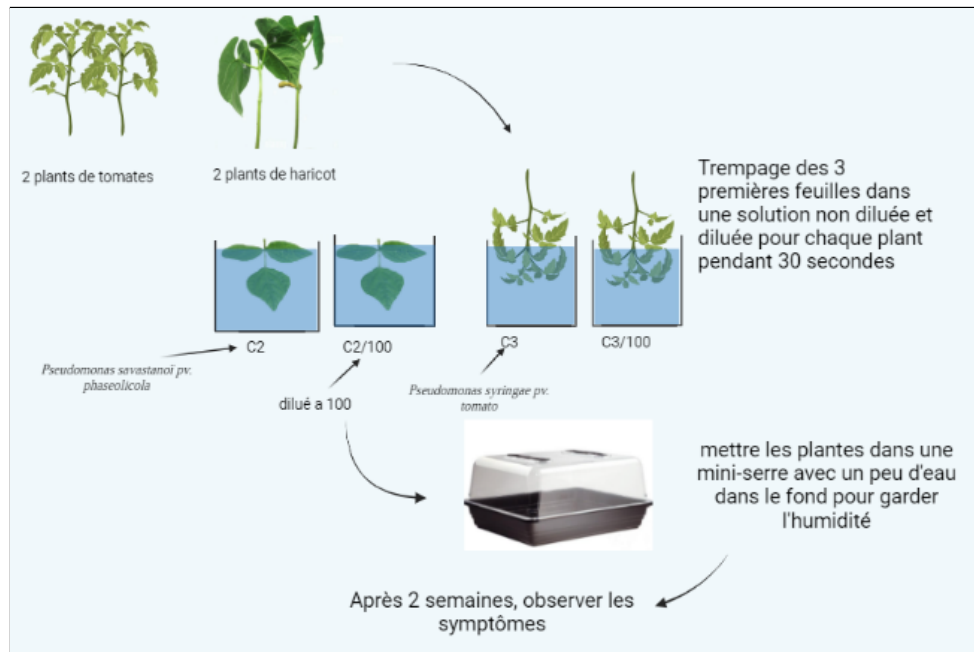 2 plants de tomates
2 plants de haricot
Trempage des 3
premières feuilles dans
une solution non diluée et
diluée pour chaque plant
pendant 30 secondes
C2
C2/100
C3
C3/100
Pseudomonas savastanoï pv.
phaseolicola
dilué a 100
Pseudomonas syringae pv.
tomato
mettre les plantes dans une
mini-serre avec un peu d'eau
dans le fond pour garder
l'humidité
Après 2 semaines, observer les
symptômes